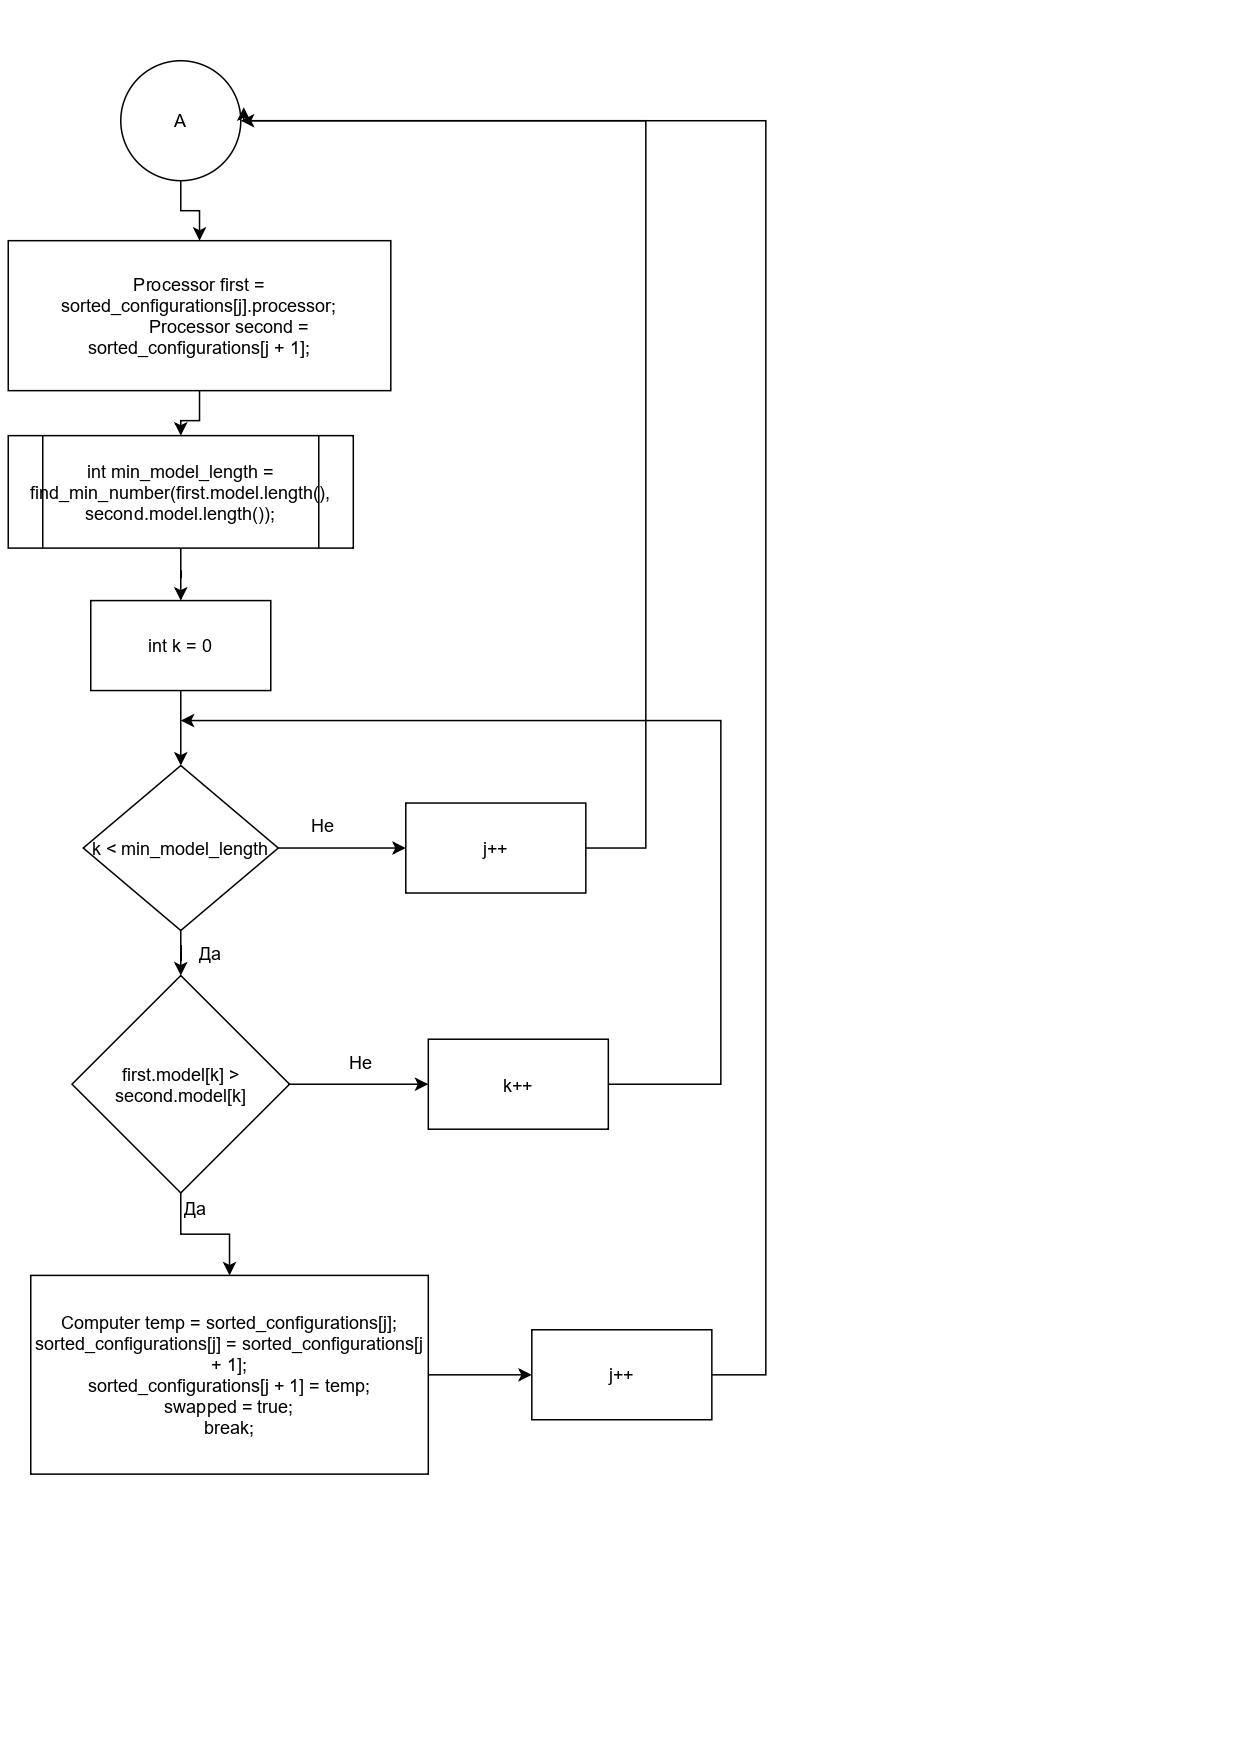 A
Processor first =
sorted_configurations[j].processor;
Processor second =
sorted_configurations[j + 1];
int min_model_length =
find_min_number(first.model.length(),
second.model.length());
int k = 0
k < min_model_length
Не
j++
Да
first.model[k] >
second.model[k]
Не
k++
Да
Computer temp = sorted_configurations[j];
sorted_configurations[j] = sorted_configurations[j
+ 1];
sorted_configurations[j + 1] = temp;
swapped = true;
break;
j++